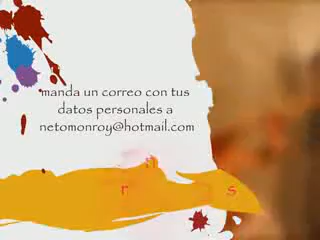 manda un correo con tus
datos personales a
netomonroy@hotmail.com
r s